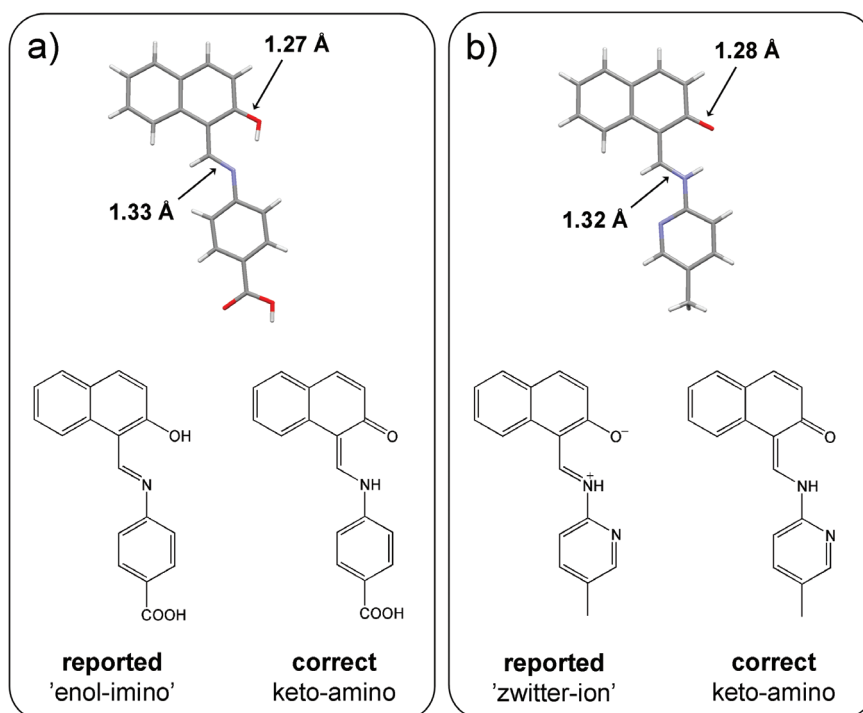 a)
1.27 Å
1.33 Å
OH
N
COOH
O
NH
COOH
reported
'enol-imino'
correct
keto-amino
b)
1.28 Å
1.32 Å
O−
+
NH
N
O
NH
N
reported
'zwitter-ion'
correct
keto-amino